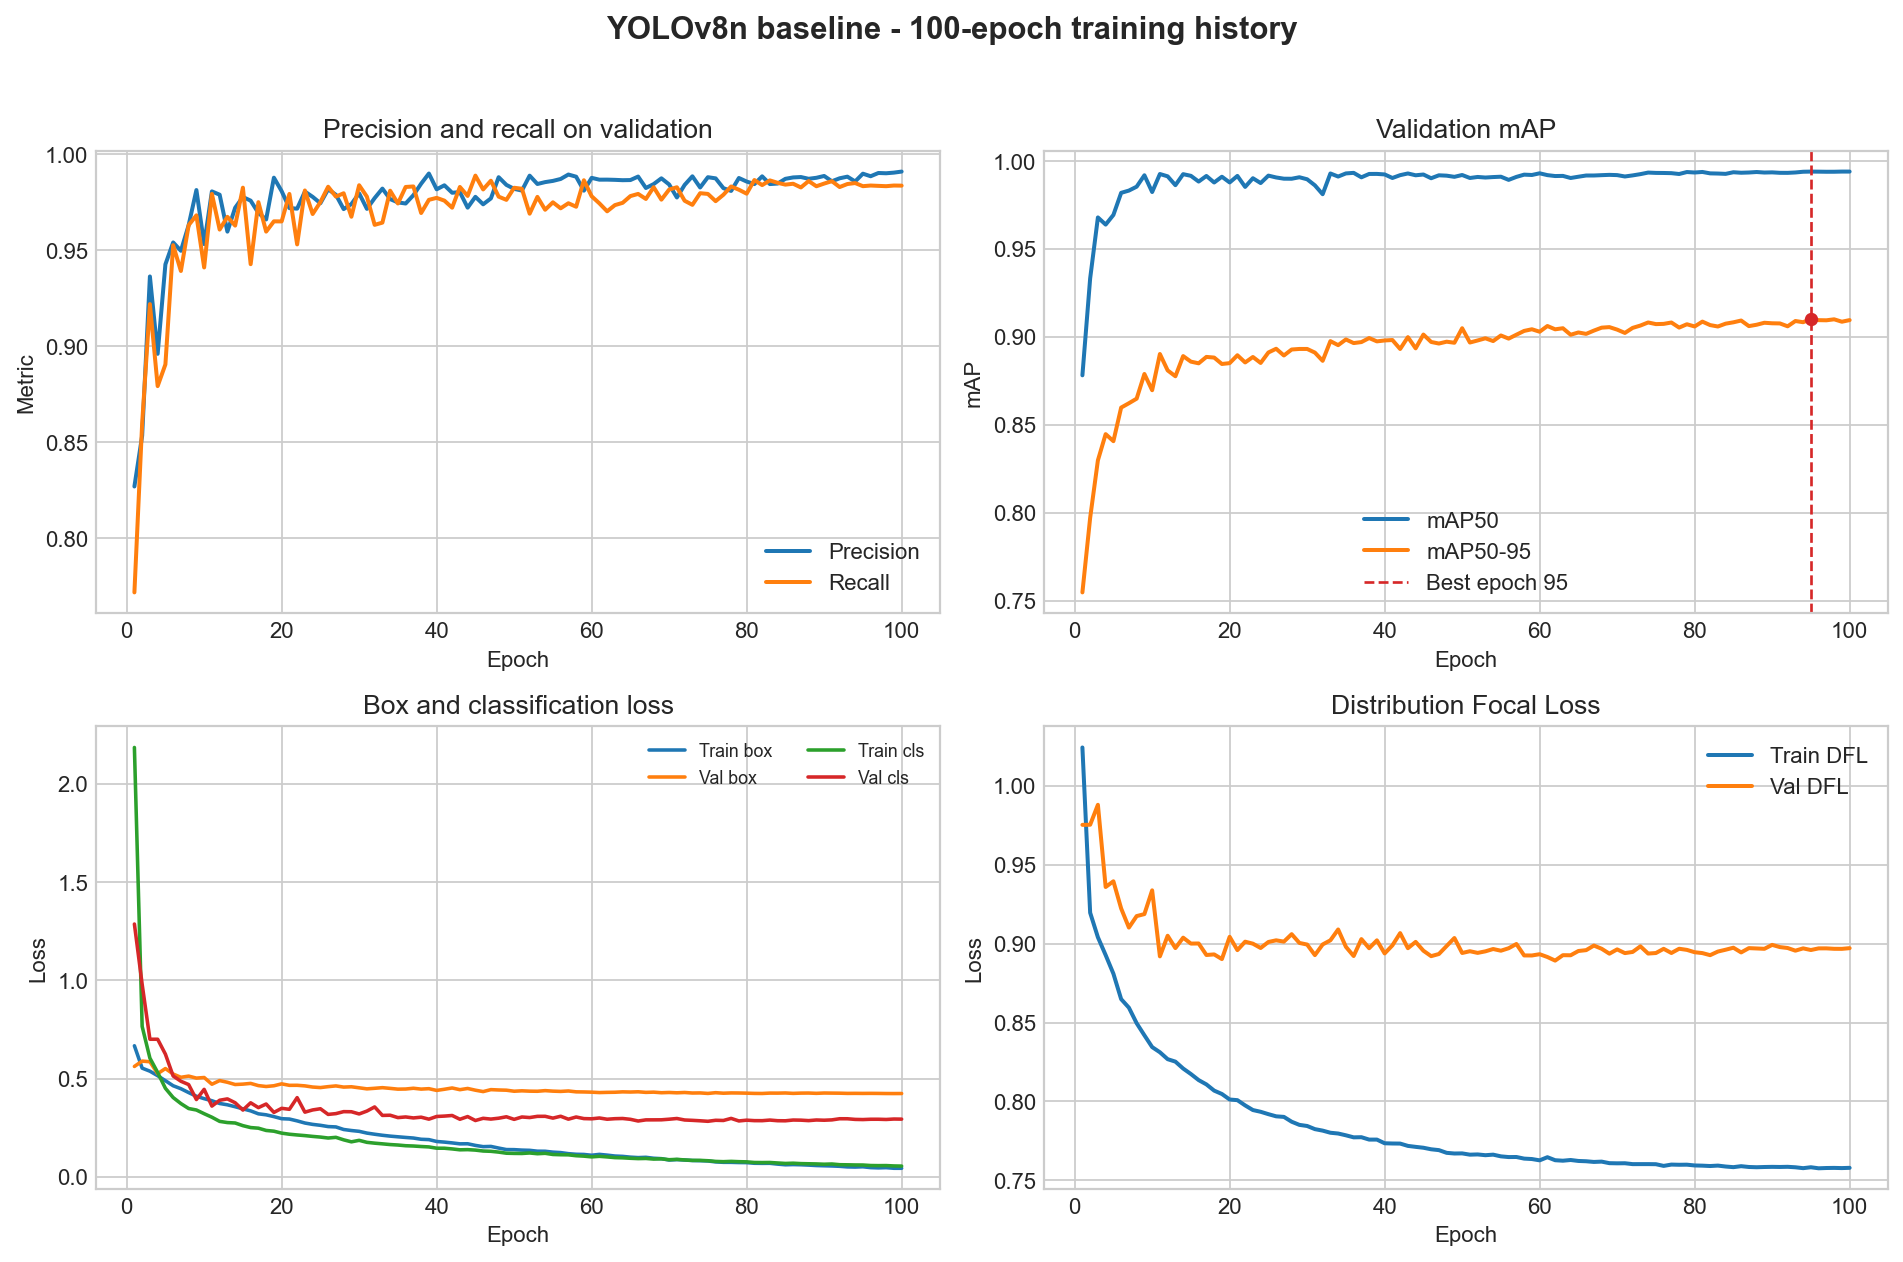 YOLOv8n baseline - 100-epoch training history
Precision and recall on validation
1.00
0.95
0.90
0.85
0.80
Metric
0
20
40
60
80
100
Epoch
Precision
Recall
Validation mAP
1.00
0.95
0.90
0.85
0.80
0.75
mAP
0
20
40
60
80
100
Epoch
mAP50
mAP50-95
Best epoch 95
Box and classification loss
2.0
1.5
1.0
0.5
0.0
Loss
0
20
40
60
80
100
Epoch
Train box
Val box
Train cls
Val cls
Distribution Focal Loss
1.00
0.95
0.90
0.85
0.80
0.75
Loss
0
20
40
60
80
100
Epoch
Train DFL
Val DFL